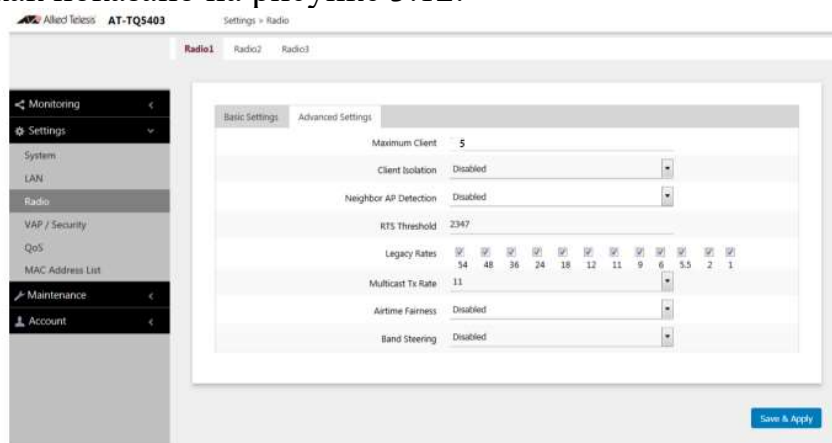 Allied Telesis AT-TQ5403
Settings > Radio
Radio1 Radio2 Radio3
Monitoring <
Settings
System
LAN
Radio
VAP / Security
QoS
MAC Address List
Maintenance <
Account <
Basic Settings Advanced Settings
Maximum Client 5
Client Isolation Disabled
Neighbor AP Detection Disabled
RTS Threshold 2347
Legacy Rates
54 48 36 24 18 12 11 9 6 5.5 2 1
Multicast Tx Rate 11
Airtime Fairness Disabled
Band Steering Disabled
Save & Apply